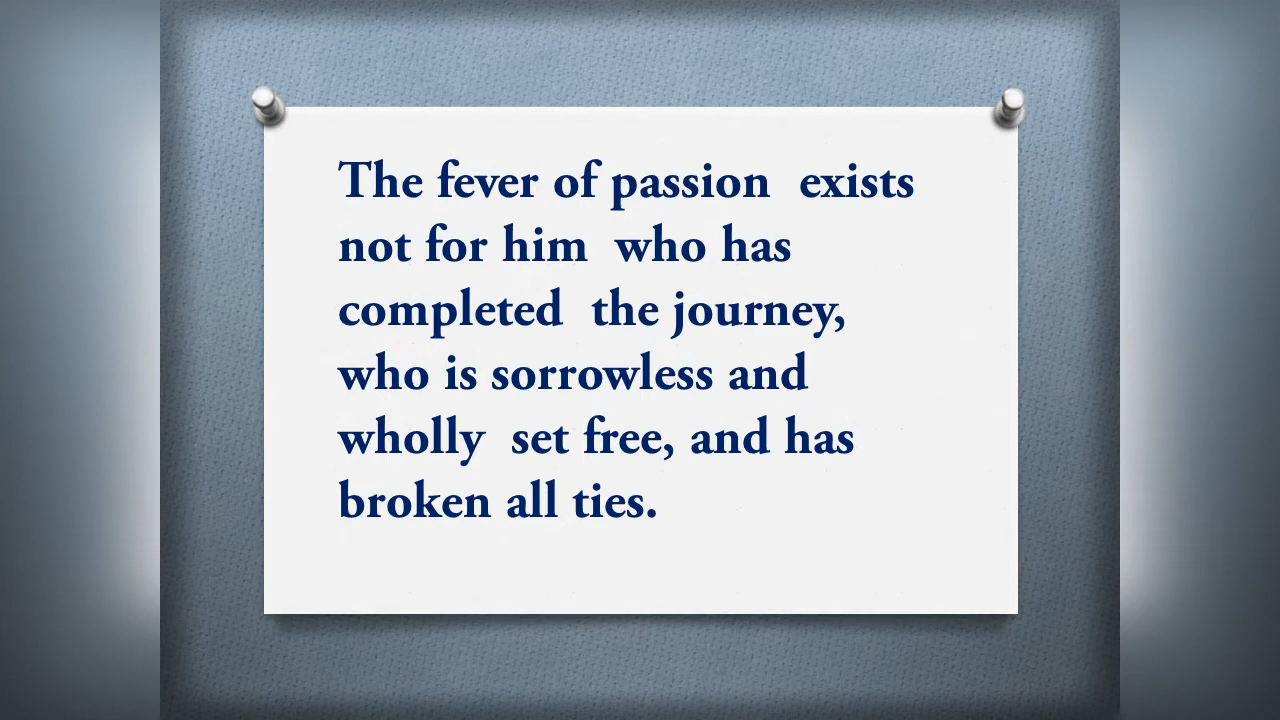 The fever of passion exists
not for him who has
completed the journey,
who is sorrowless and
wholly set free, and has
broken all ties.